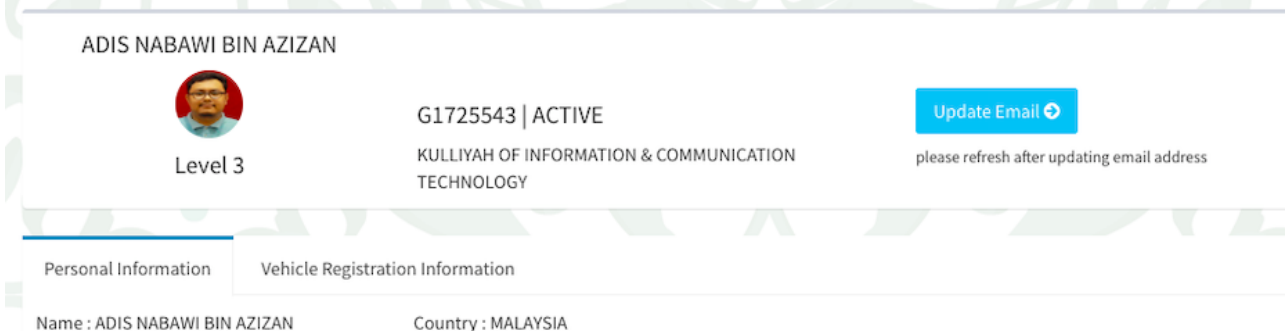 ADIS NABAWI BIN AZIZAN
Level 3
G1725543 | ACTIVE
KULLIYAH OF INFORMATION & COMMUNICATION
TECHNOLOGY
Update Email
please refresh after updating email address
Personal Information
Vehicle Registration Information
Name : ADIS NABAWI BIN AZIZAN
Country : MALAYSIA